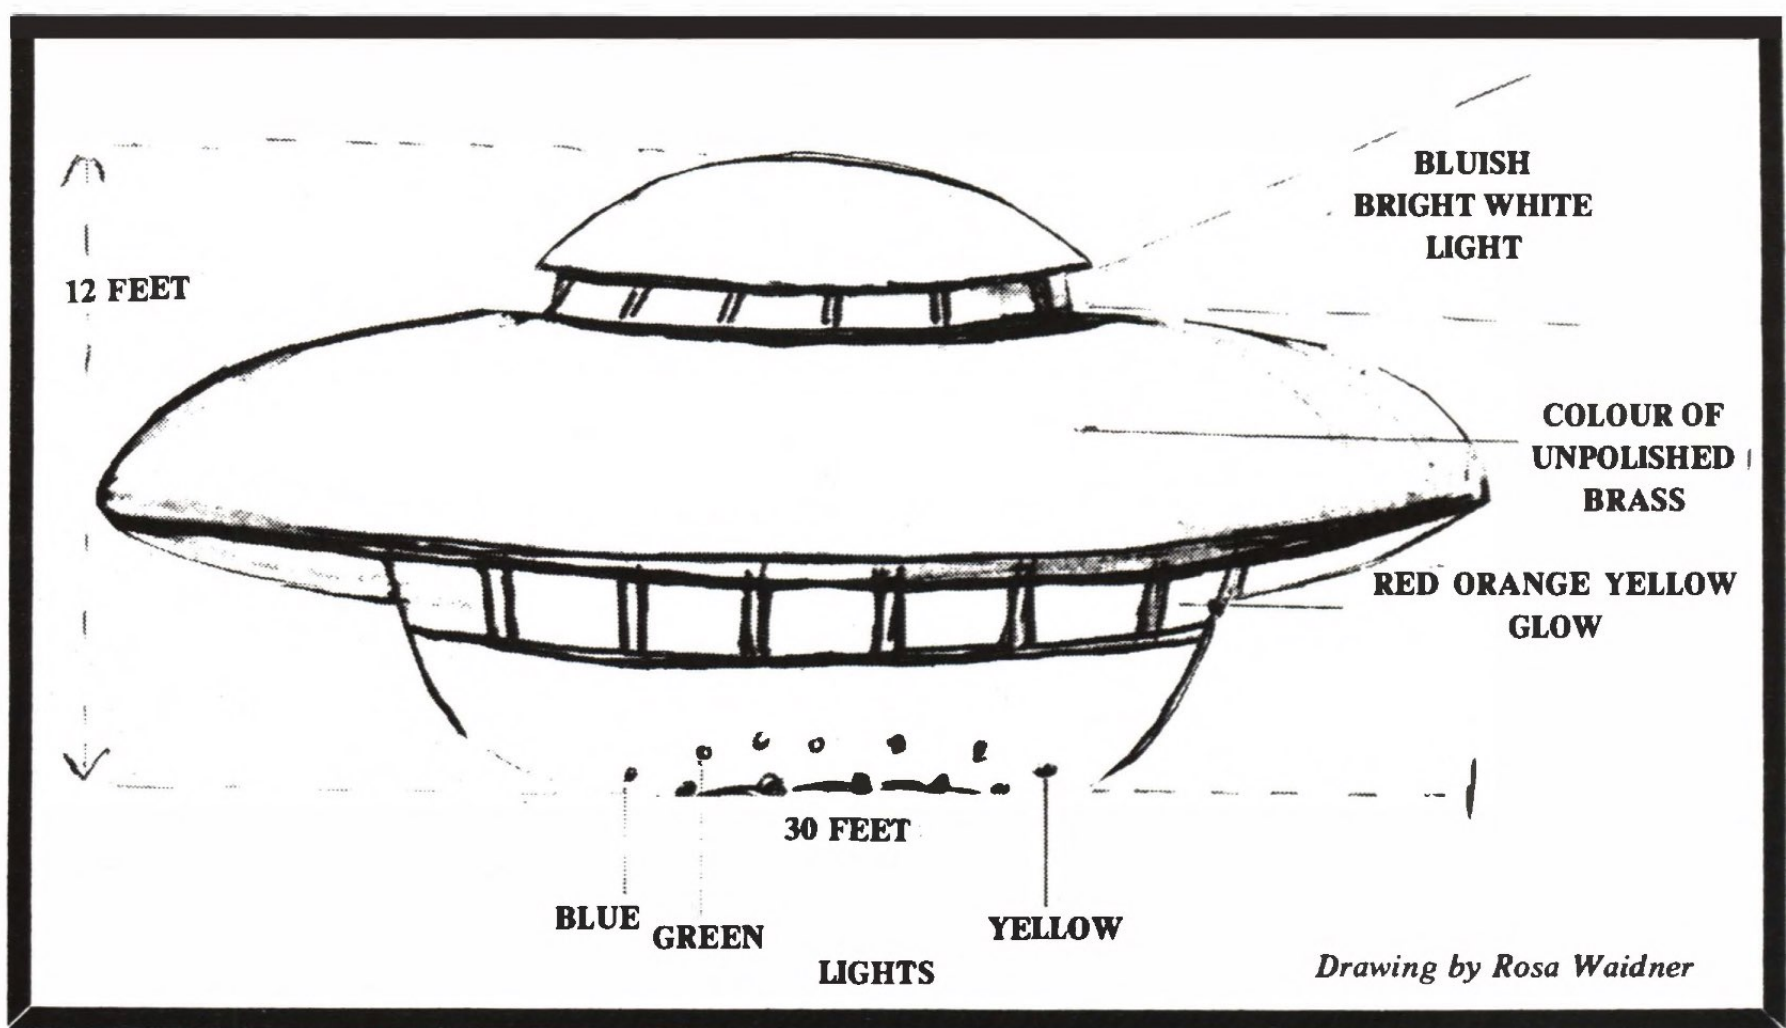 BLUISH
BRIGHT WHITE
LIGHT
12 FEET
COLOUR OF
UNPOLISHED
BRASS
RED ORANGE YELLOW
GLOW
30 FEET
BLUE
GREEN
YELLOW
LIGHTS
Drawing by Rosa Waidner